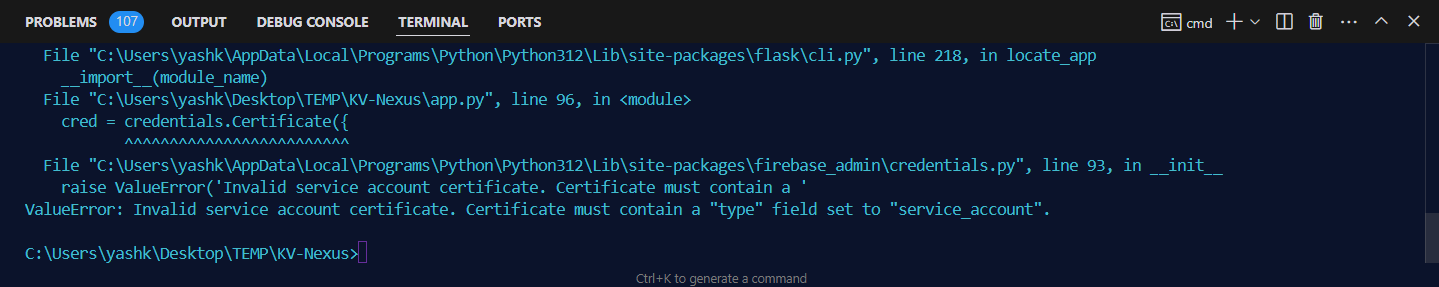 PROBLEMS 107 OUTPUT DEBUG CONSOLE TERMINAL PORTS cmd
File "C:\Users\yashk\AppData\Local\Programs\Python\Python312\Lib\site-packages\flask\cli.py", line 218, in locate_app
__import__(module_name)
File "C:\Users\yashk\Desktop\TEMP\KV-Nexus\app.py", line 96, in <module>
cred = credentials.Certificate({
^^^^^^^^^^^^^^^^^^^^^^^^^
File "C:\Users\yashk\AppData\Local\Programs\Python\Python312\Lib\site-packages\firebase_admin\credentials.py", line 93, in __init__
raise ValueError('Invalid service account certificate. Certificate must contain a '
ValueError: Invalid service account certificate. Certificate must contain a "type" field set to "service_account".
C:\Users\yashk\Desktop\TEMP\KV-Nexus>
Ctrl+K to generate a command